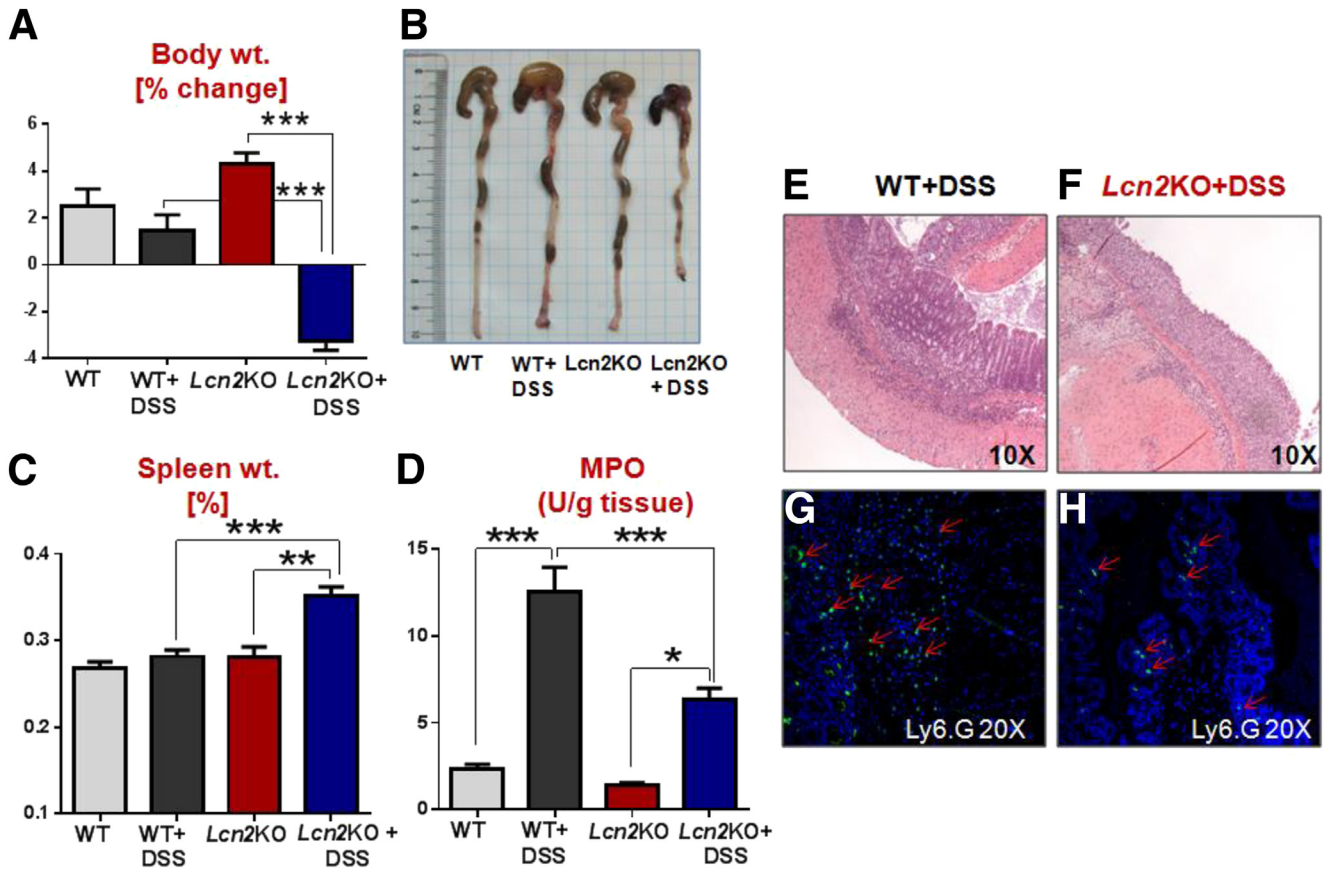 A
Body wt.
[% change]
6
4
2
0
-2
-4
***
***
WT
WT+
DSS
Lcn2KO
Lcn2KO+
DSS
B
WT
WT+
DSS
Lcn2KO
Lcn2KO
+ DSS
C
Spleen wt.
[%]
0.4
0.3
0.2
0.1
***
**
WT
WT+
DSS
Lcn2KO
Lcn2KO +
DSS
D
MPO
(U/g tissue)
15
10
5
0
***
***
*
WT
WT+
DSS
Lcn2KO
Lcn2KO+
DSS
E
WT+DSS
10X
F
Lcn2KO+DSS
10X
G
Ly6.G 20X
H
Ly6.G 20X